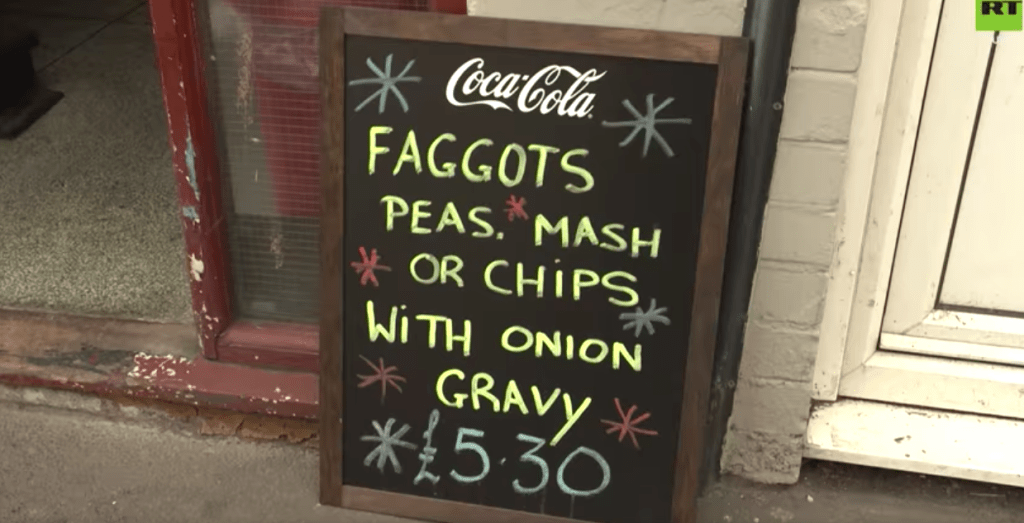 RT
Coca-Cola
FAGGOTS
PEAS. MASH
OR CHiPS
WiTH ONiON
GRAVY
£5.30